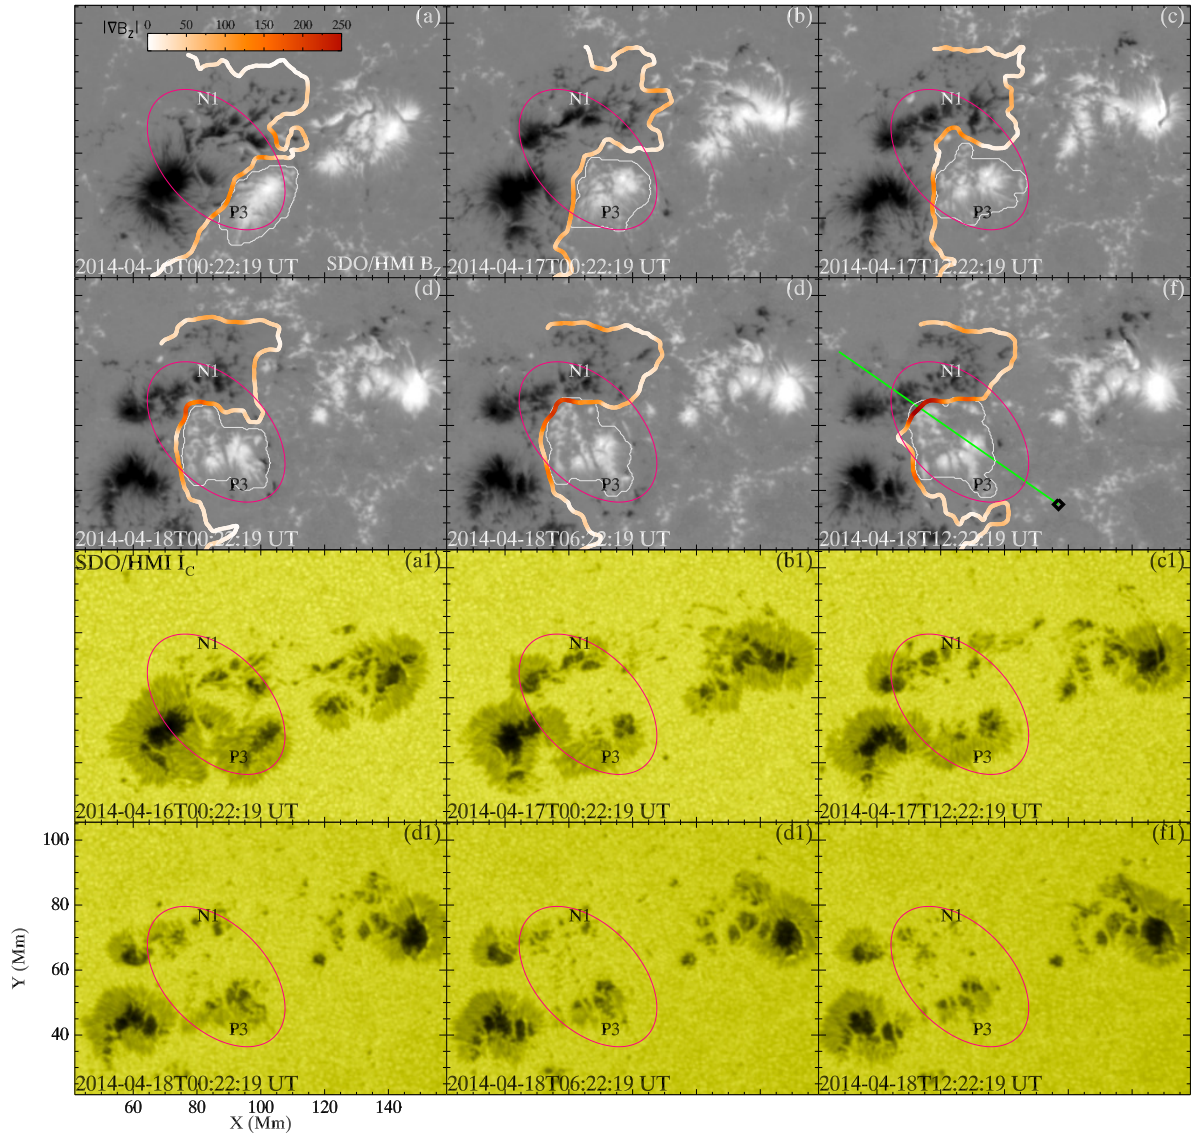 |∇B_Z| 0 50 100 150 200 250
(a) (b) (c)
N1 N1 N1
P3 P3 P3
2014-04-16T00:22:19 UT SDO/HMI B_Z 2014-04-17T00:22:19 UT 2014-04-17T12:22:19 UT
(d) (d) (f)
N1 N1 N1
P3 P3 P3
2014-04-18T00:22:19 UT 2014-04-18T06:22:19 UT 2014-04-18T12:22:19 UT
SDO/HMI I_C (a1) (b1) (c1)
N1 N1 N1
P3 P3 P3
2014-04-16T00:22:19 UT 2014-04-17T00:22:19 UT 2014-04-17T12:22:19 UT
(d1) (d1) (f1)
100
80
60
40
Y (Mm)
N1 N1 N1
P3 P3 P3
2014-04-18T00:22:19 UT 2014-04-18T06:22:19 UT 2014-04-18T12:22:19 UT
60 80 100 120 140
X (Mm)